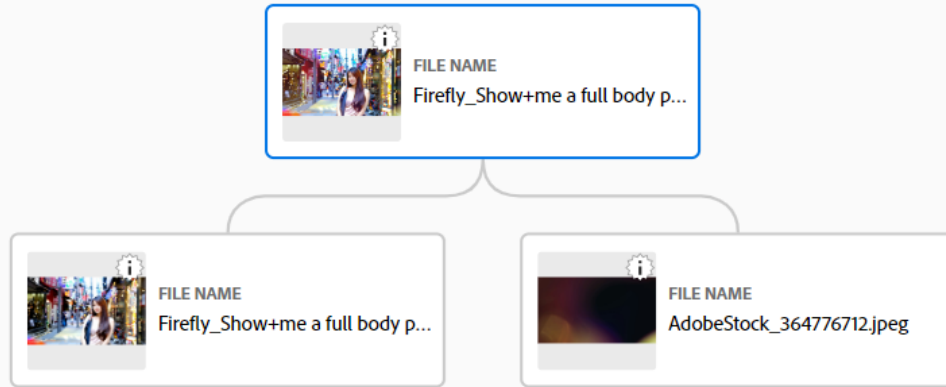 FILE NAME
Firefly_Show+me a full body p...
FILE NAME
Firefly_Show+me a full body p...
FILE NAME
AdobeStock_364776712.jpeg